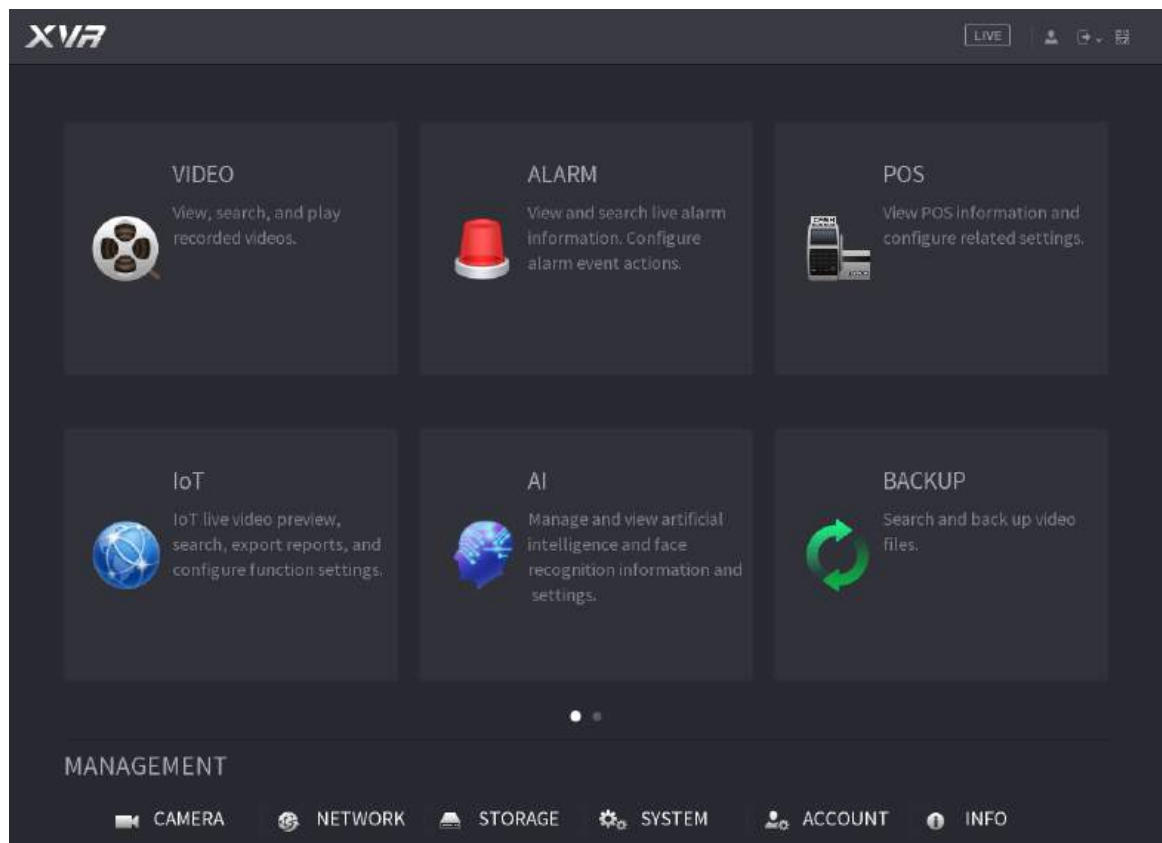 XVR
LIVE
VIDEO
View, search, and play
recorded videos.
ALARM
View and search live alarm
information. Configure
alarm event actions.
POS
View POS information and
configure related settings.
IoT
IoT live video preview,
search, export reports, and
configure function settings.
AI
Manage and view artificial
intelligence and face
recognition information and
settings.
BACKUP
Search and back up video
files.
MANAGEMENT
CAMERA NETWORK STORAGE SYSTEM ACCOUNT INFO